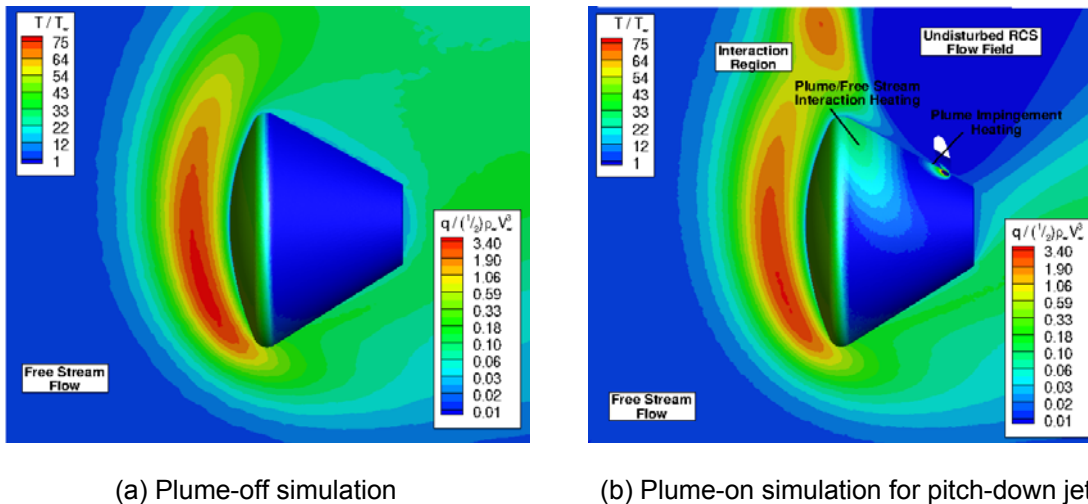 T / T∞
75
64
54
43
33
22
12
1
q / (1/2)ρ∞V∞³
3.40
1.90
1.06
0.59
0.33
0.18
0.10
0.06
0.03
0.02
0.01
Free Stream
Flow
(a) Plume-off simulation
T / T∞
75
64
54
43
33
22
12
1
Interaction
Region
Undisturbed RCS
Flow Field
Plume/Free Stream
Interaction Heating
Plume Impingement
Heating
q / (1/2)ρ∞V∞³
3.40
1.90
1.06
0.59
0.33
0.18
0.10
0.06
0.03
0.02
0.01
Free Stream
Flow
(b) Plume-on simulation for pitch-down jet